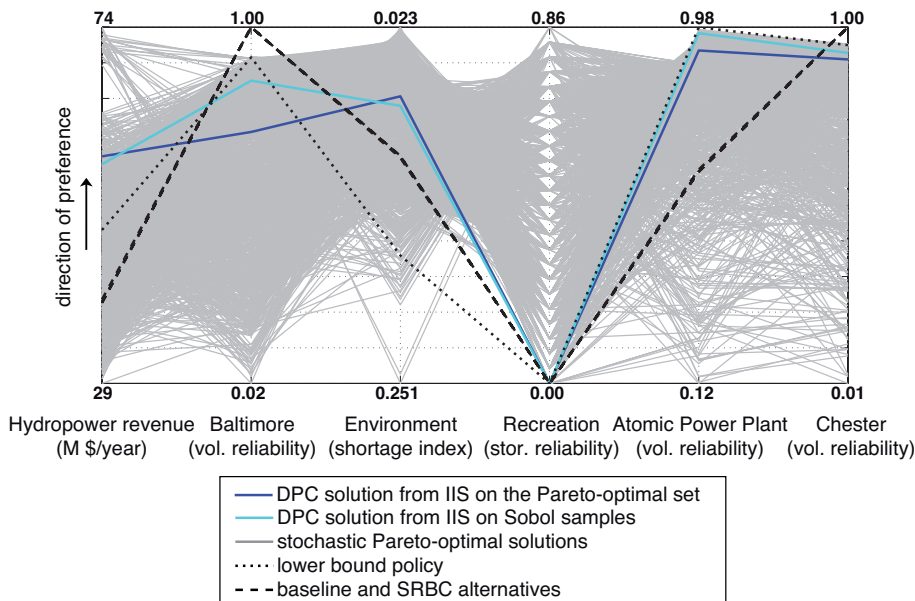 74 1.00 0.023 0.86 0.98 1.00
direction of preference
29 0.02 0.251 0.00 0.12 0.01
Hydropower revenue Baltimore Environment Recreation Atomic Power Plant Chester
(M $/year) (vol. reliability) (shortage index) (stor. reliability) (vol. reliability) (vol. reliability)
DPC solution from IIS on the Pareto-optimal set
DPC solution from IIS on Sobol samples
stochastic Pareto-optimal solutions
lower bound policy
baseline and SRBC alternatives